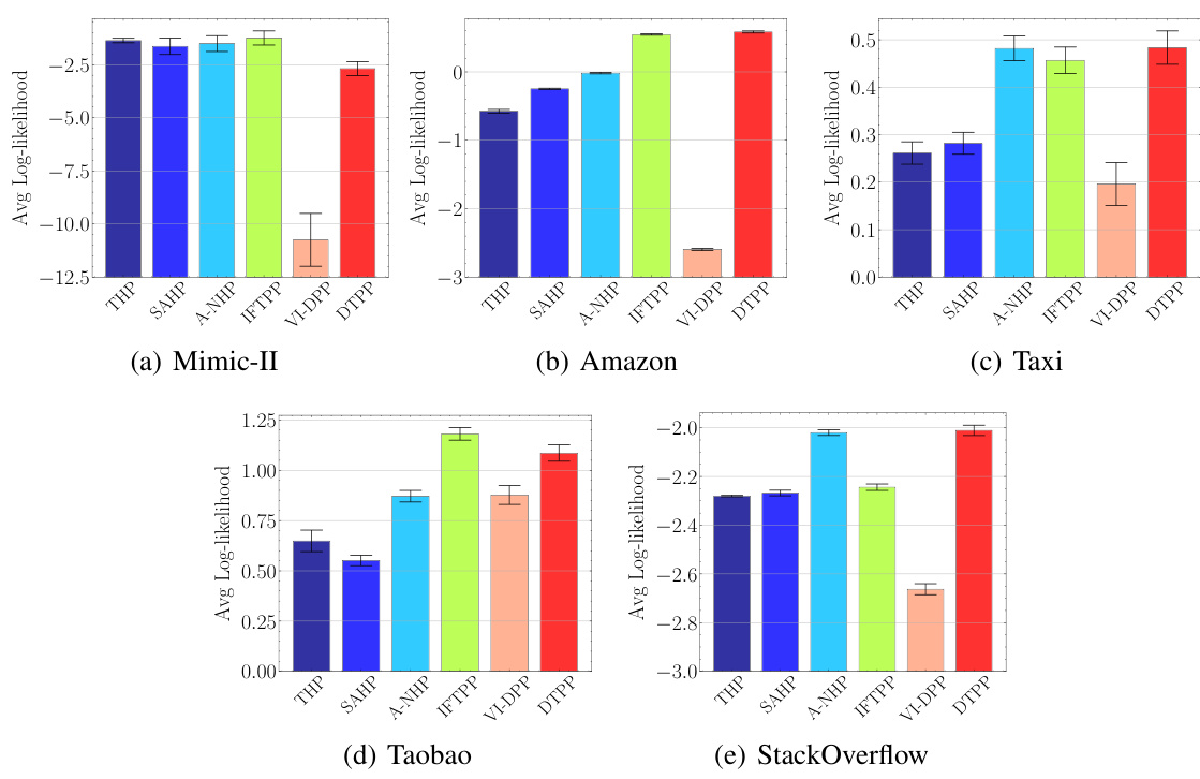 Avg Log-likelihood
−2.5
−5.0
−7.5
−10.0
−12.5
THP
SAHP
A-NHP
IFTPP
VI-DPP
DTPP
(a) Mimic-II
Avg Log-likelihood
0
−1
−2
−3
THP
SAHP
A-NHP
IFTPP
VI-DPP
DTPP
(b) Amazon
Avg Log-likelihood
0.5
0.4
0.3
0.2
0.1
0.0
THP
SAHP
A-NHP
IFTPP
VI-DPP
DTPP
(c) Taxi
Avg Log-likelihood
1.25
1.00
0.75
0.50
0.25
0.00
THP
SAHP
A-NHP
IFTPP
VI-DPP
DTPP
(d) Taobao
Avg Log-likelihood
−2.0
−2.2
−2.4
−2.6
−2.8
−3.0
THP
SAHP
A-NHP
IFTPP
VI-DPP
DTPP
(e) StackOverflow